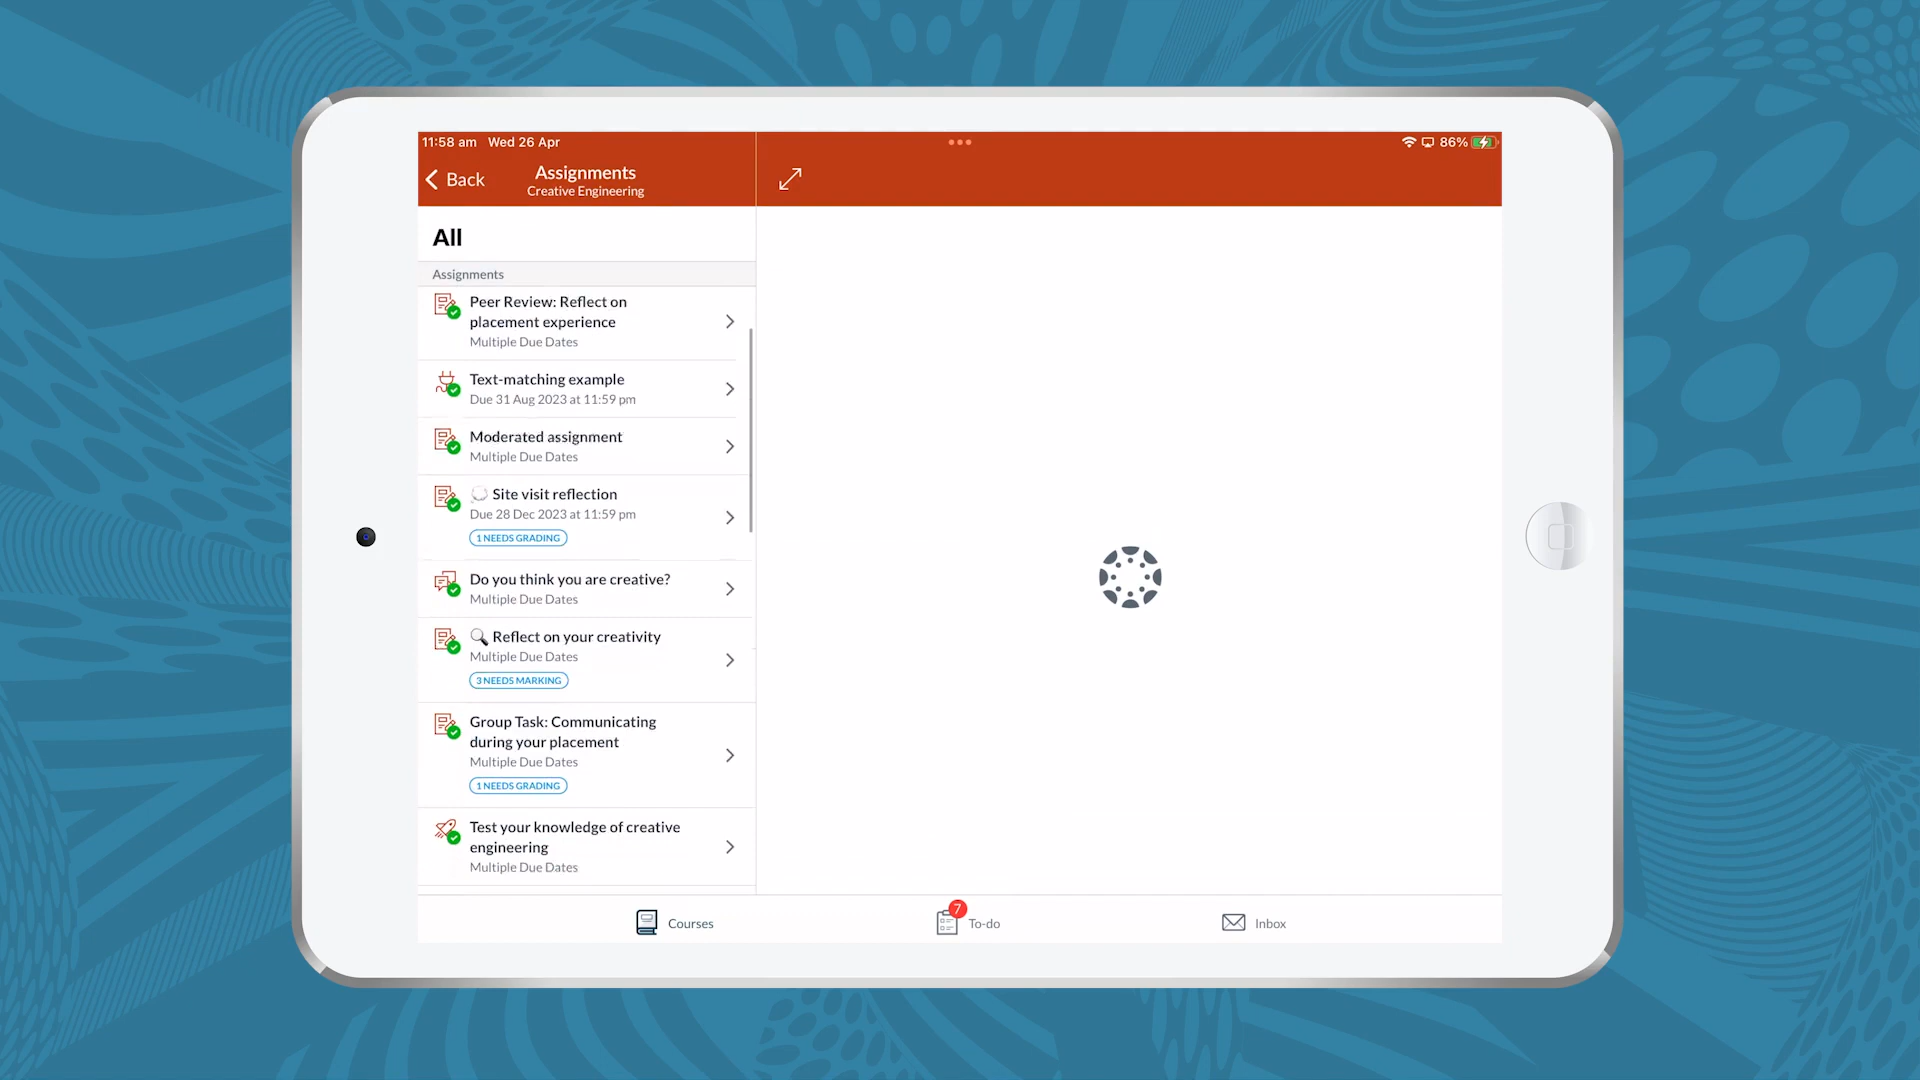 11:58 am Wed 26 Apr
86%
Back
Assignments
Creative Engineering
All
Assignments
Peer Review: Reflect on
placement experience
Multiple Due Dates
Text-matching example
Due 31 Aug 2023 at 11:59 pm
Moderated assignment
Multiple Due Dates
Site visit reflection
Due 28 Dec 2023 at 11:59 pm
1 NEEDS GRADING
Do you think you are creative?
Multiple Due Dates
Reflect on your creativity
Multiple Due Dates
3 NEEDS MARKING
Group Task: Communicating
during your placement
Multiple Due Dates
1 NEEDS GRADING
Test your knowledge of creative
engineering
Multiple Due Dates
Courses
7
To-do
Inbox